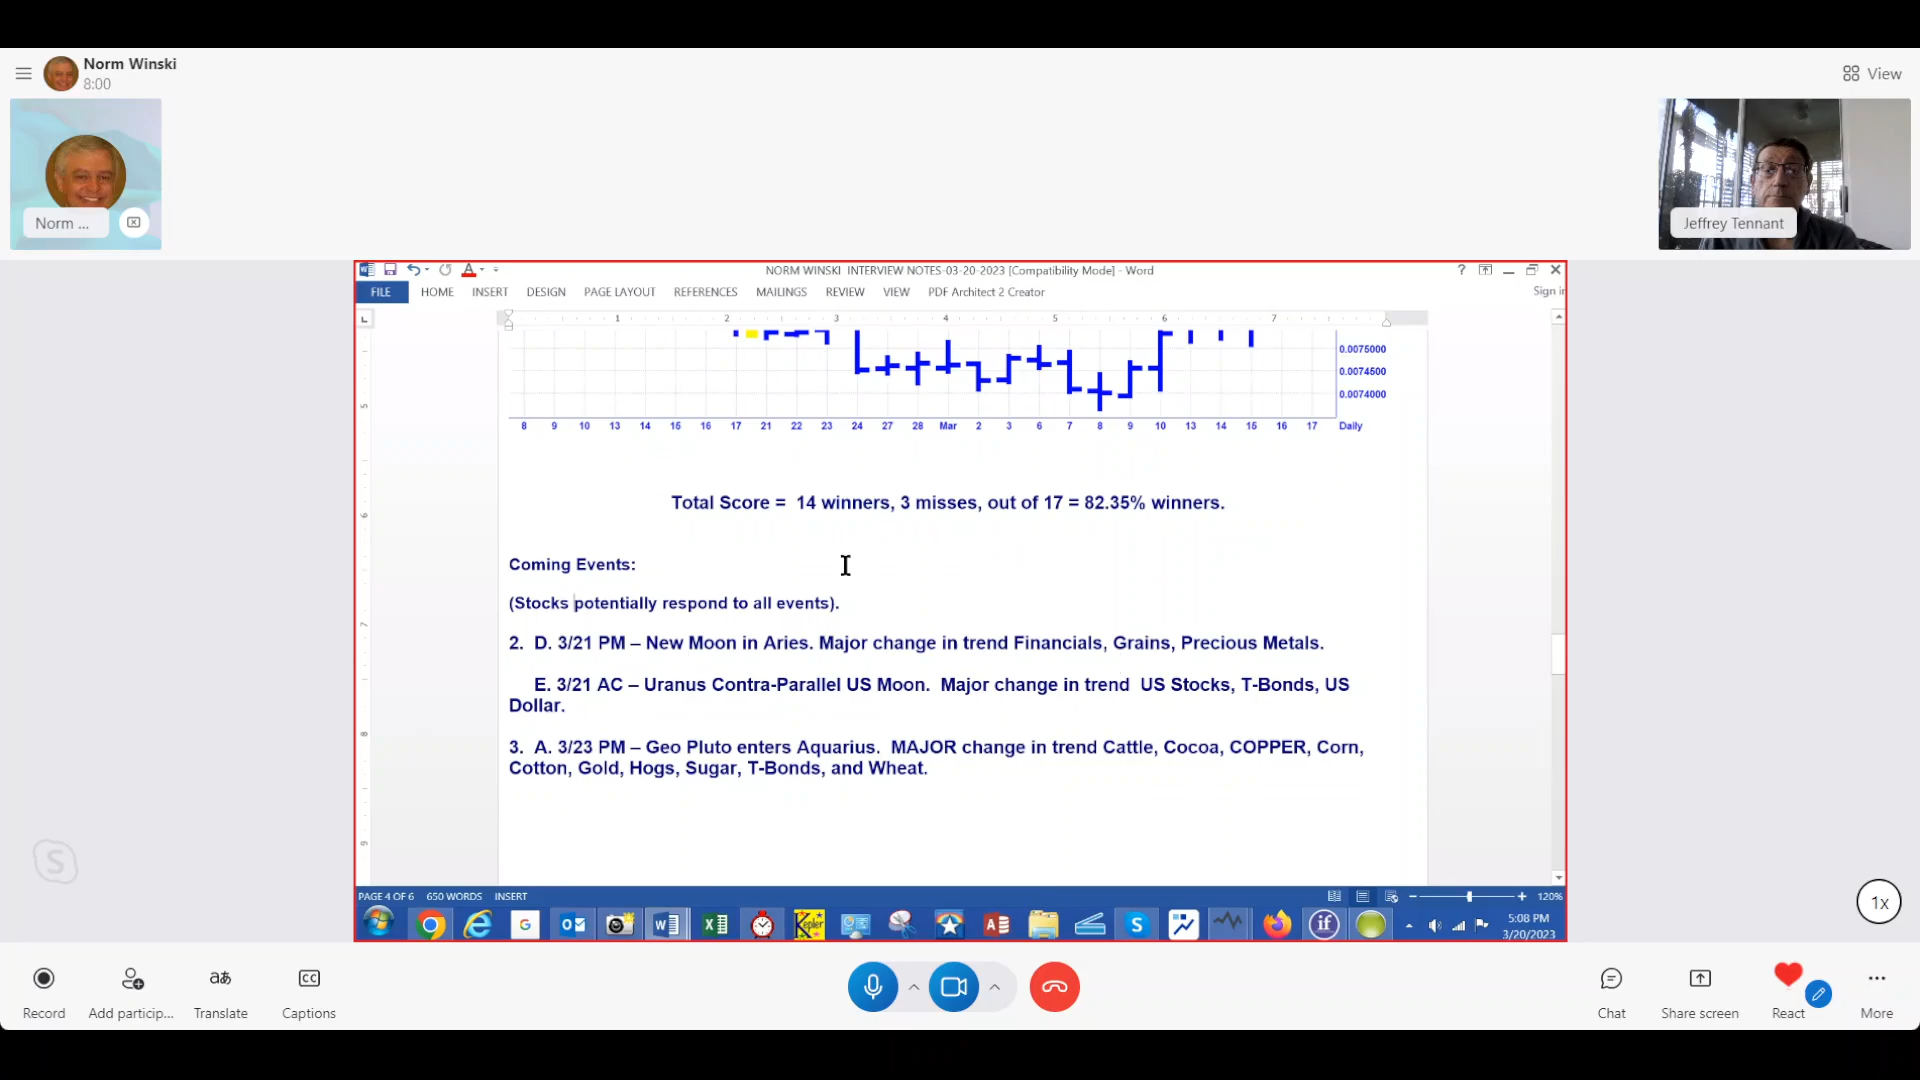 Norm Winski
8:00
View
Norm ...
Jeffrey Tennant
NORM WINSKI  INTERVIEW NOTES-03-20-2023 [Compatibility Mode] - Word
FILE HOME INSERT DESIGN PAGE LAYOUT REFERENCES MAILINGS REVIEW VIEW PDF Architect 2 Creator
Sign in
1 2 3 4 5 6 7
0.0075000
0.0074500
0.0074000
8 9 10 13 14 15 16 17 21 22 23 24 27 28 Mar 2 3 6 7 8 9 10 13 14 15 16 17 Daily
Total Score =  14 winners, 3 misses, out of 17 = 82.35% winners.
Coming Events:
(Stocks potentially respond to all events).
2.  D. 3/21 PM – New Moon in Aries. Major change in trend Financials, Grains, Precious Metals.
E. 3/21 AC – Uranus Contra-Parallel US Moon.  Major change in trend  US Stocks, T-Bonds, US
Dollar.
3.  A. 3/23 PM – Geo Pluto enters Aquarius.  MAJOR change in trend Cattle, Cocoa, COPPER, Corn,
Cotton, Gold, Hogs, Sugar, T-Bonds, and Wheat.
PAGE 4 OF 6 650 WORDS INSERT
120%
5:08 PM
3/20/2023
1x
Record
Add particip...
Translate
Captions
Chat
Share screen
React
More